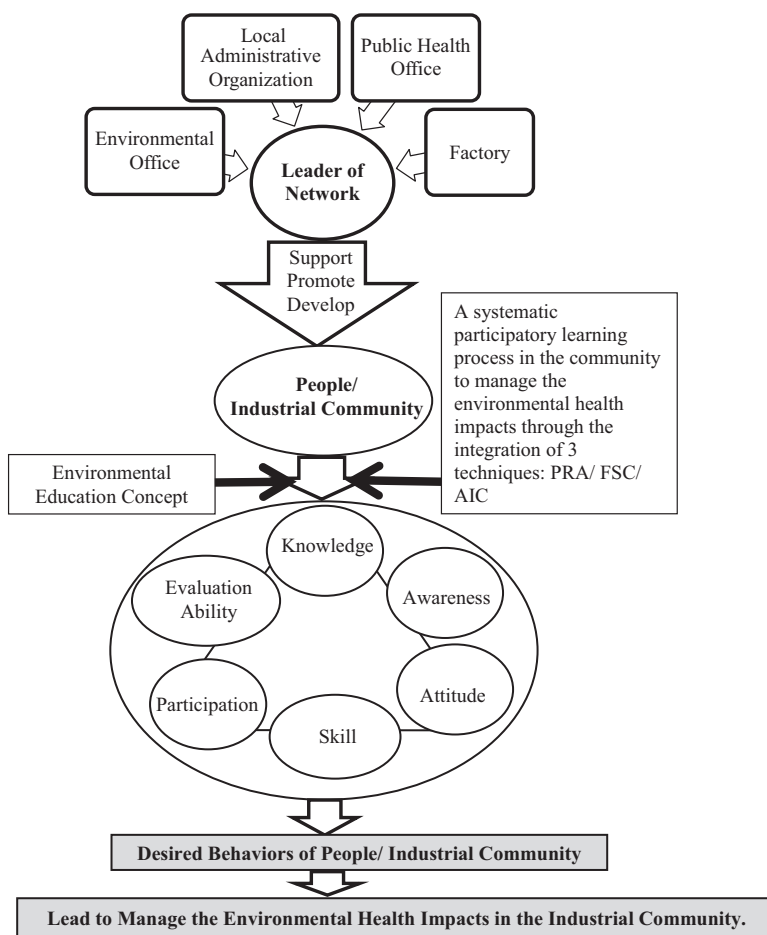 Local
Administrative
Organization
Public Health
Office
Environmental
Office
Leader of
Network
Factory
Support
Promote
Develop
A systematic
participatory learning
process in the community
to manage the
environmental health
impacts through the
integration of 3
techniques: PRA/ FSC/
AIC
People/
Industrial Community
Environmental
Education Concept
Knowledge
Evaluation
Ability
Awareness
Participation
Attitude
Skill
Desired Behaviors of People/ Industrial Community
Lead to Manage the Environmental Health Impacts in the Industrial Community.